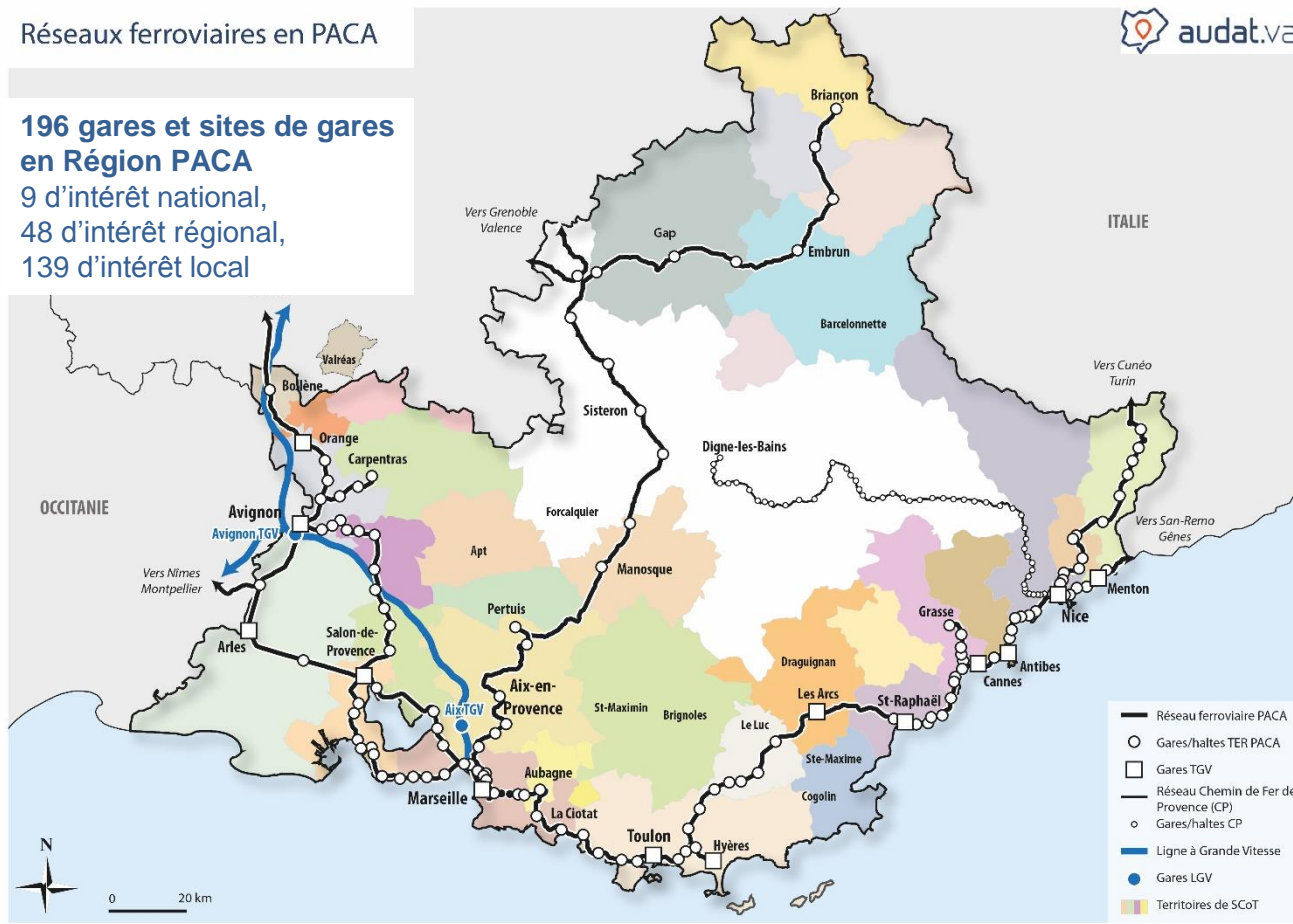 Réseaux ferroviaires en PACA
audat.va
196 gares et sites de gares
en Région PACA
9 d'intérêt national,
48 d'intérêt régional,
139 d'intérêt local
Briançon
Vers Grenoble
Valence
Gap
Embrun
ITALIE
Barcelonnette
Valréas
Bollène
Vers Cunéo
Turin
Sisteron
Orange
Carpentras
Digne-les-Bains
OCCITANIE
Avignon
Avignon TGV
Forcalquier
Vers San-Remo
Gênes
Apt
Manosque
Vers Nîmes
Montpellier
Menton
Nice
Pertuis
Grasse
Salon-de-
Provence
Arles
Antibes
Cannes
Draguignan
Aix-en-
Provence
Les Arcs
St-Raphaël
St-Maximin
Brignoles
Aix TGV
Le Luc
Ste-Maxime
Aubagne
Cogolin
Marseille
La Ciotat
Toulon
Hyères
N
0 20 km
Réseau ferroviaire PACA
Gares/haltes TER PACA
Gares TGV
Réseau Chemin de Fer de
Provence (CP)
Gares/haltes CP
Ligne à Grande Vitesse
Gares LGV
Territoires de SCoT